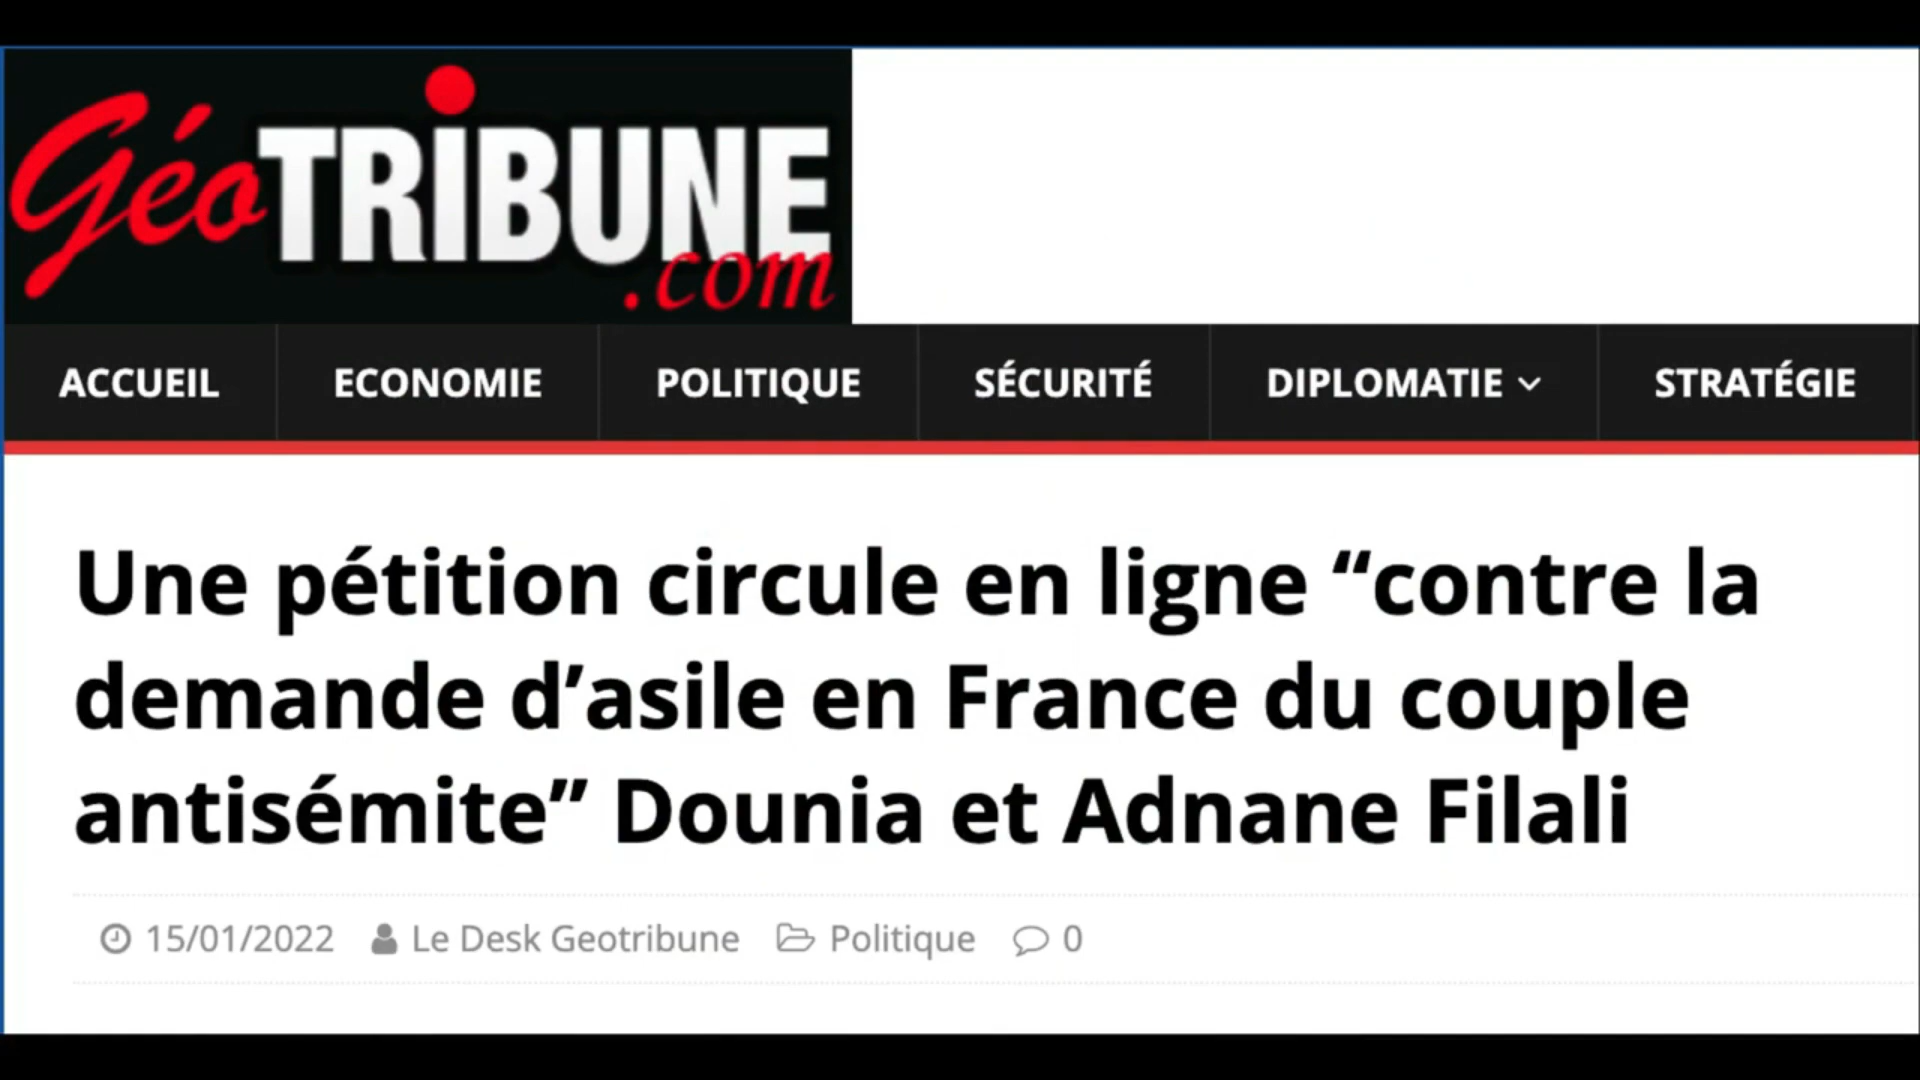 GéoTRIBUNE
.com
ACCUEIL ECONOMIE POLITIQUE SÉCURITÉ DIPLOMATIE STRATÉGIE
Une pétition circule en ligne “contre la
demande d’asile en France du couple
antisémite” Dounia et Adnane Filali
15/01/2022 Le Desk Geotribune Politique 0